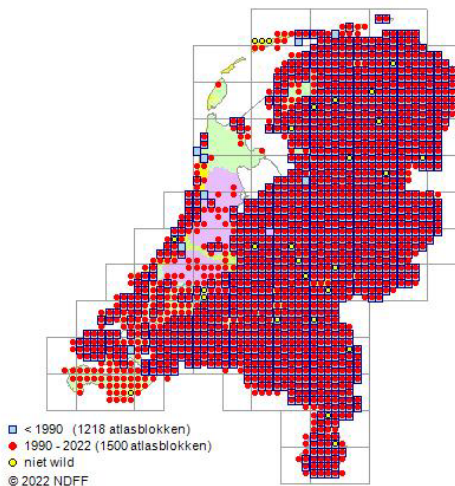 < 1990 (1218 atlasblokken)
1990 - 2022 (1500 atlasblokken)
niet wild
© 2022 NDFF